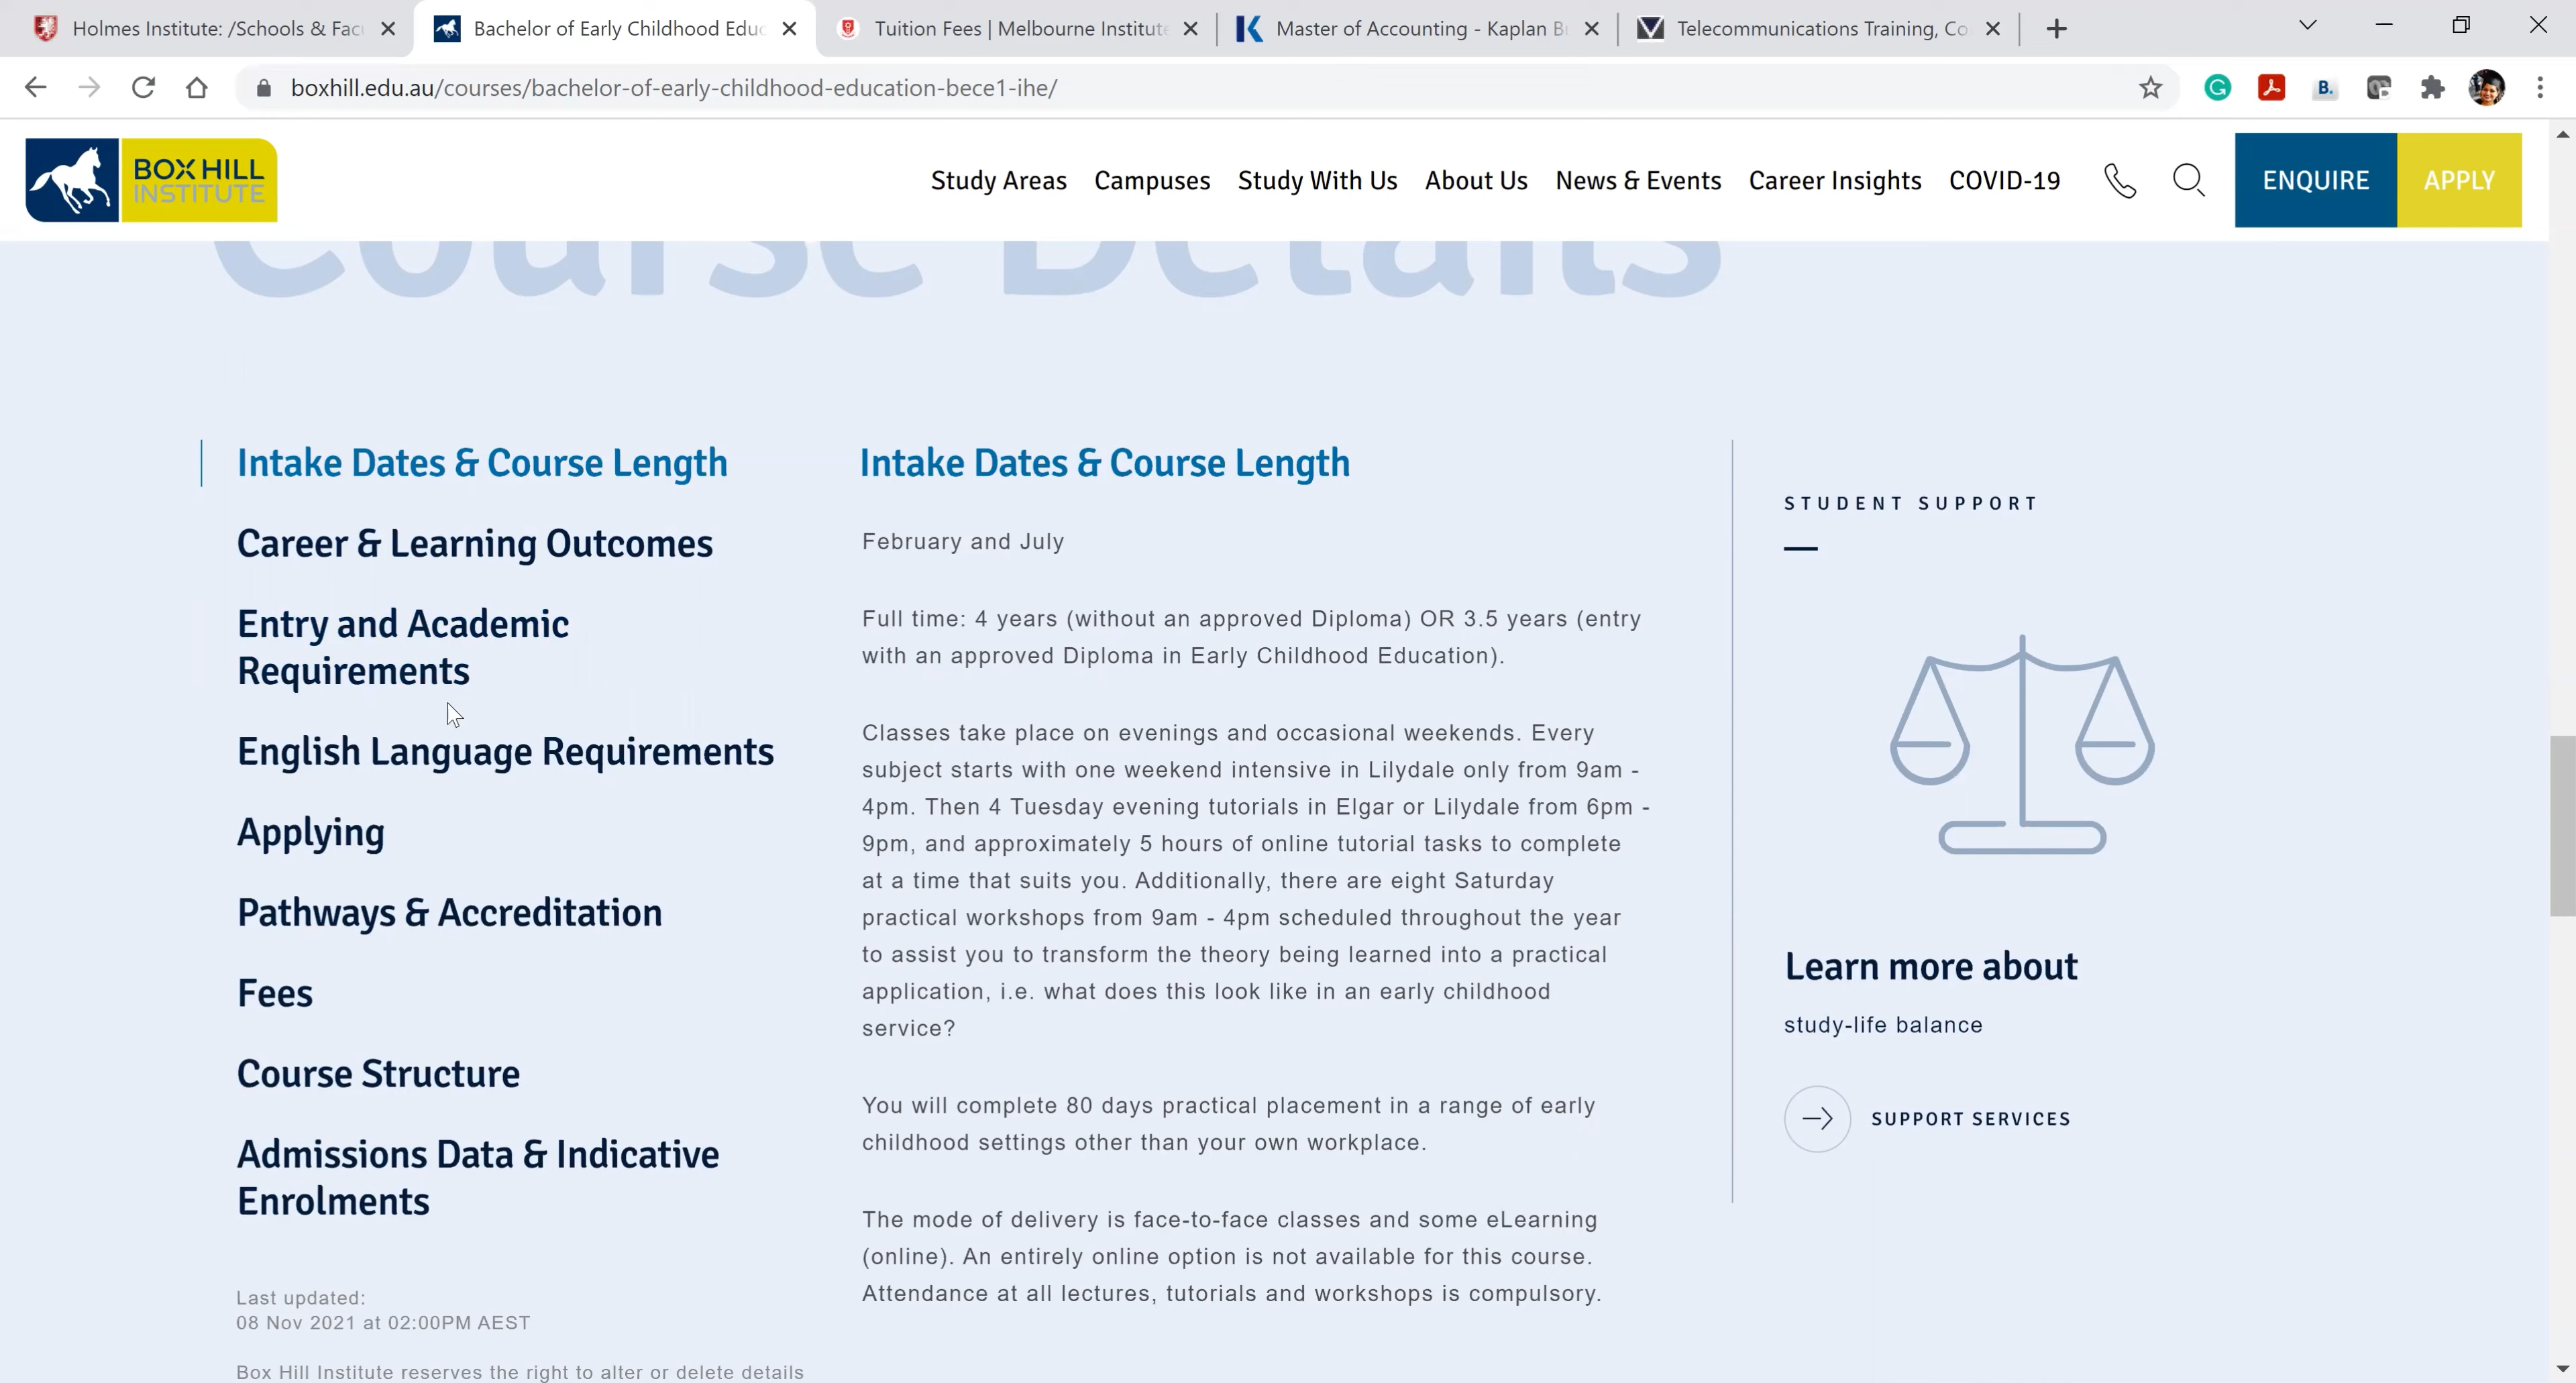 Holmes Institute: /Schools & Fac
Bachelor of Early Childhood Educ
Tuition Fees | Melbourne Institute
Master of Accounting - Kaplan B
Telecommunications Training, Co
boxhill.edu.au/courses/bachelor-of-early-childhood-education-bece1-ihe/
BOX HILL
INSTITUTE
Study Areas
Campuses
Study With Us
About Us
News & Events
Career Insights
COVID-19
ENQUIRE
APPLY
Course Details
Intake Dates & Course Length
Career & Learning Outcomes
Entry and Academic
Requirements
English Language Requirements
Applying
Pathways & Accreditation
Fees
Course Structure
Admissions Data & Indicative
Enrolments
Last updated:
08 Nov 2021 at 02:00PM AEST
Box Hill Institute reserves the right to alter or delete details
Intake Dates & Course Length
February and July
Full time: 4 years (without an approved Diploma) OR 3.5 years (entry
with an approved Diploma in Early Childhood Education).
Classes take place on evenings and occasional weekends. Every
subject starts with one weekend intensive in Lilydale only from 9am -
4pm. Then 4 Tuesday evening tutorials in Elgar or Lilydale from 6pm -
9pm, and approximately 5 hours of online tutorial tasks to complete
at a time that suits you. Additionally, there are eight Saturday
practical workshops from 9am - 4pm scheduled throughout the year
to assist you to transform the theory being learned into a practical
application, i.e. what does this look like in an early childhood
service?
You will complete 80 days practical placement in a range of early
childhood settings other than your own workplace.
The mode of delivery is face-to-face classes and some eLearning
(online). An entirely online option is not available for this course.
Attendance at all lectures, tutorials and workshops is compulsory.
STUDENT SUPPORT
Learn more about
study-life balance
SUPPORT SERVICES